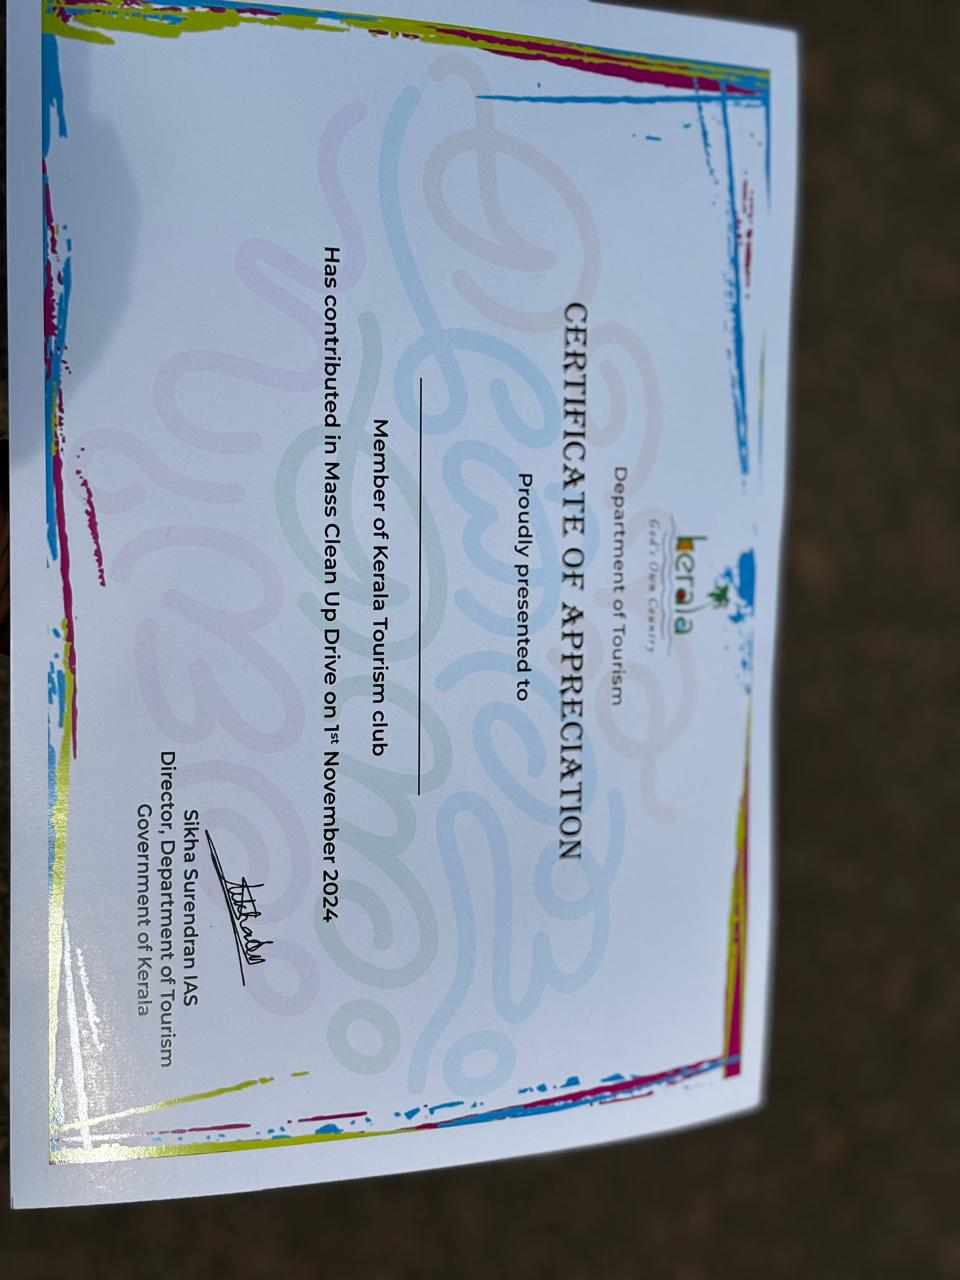 kerala
God's Own Country
Department of Tourism
CERTIFICATE OF APPRECIATION
Proudly presented to
Member of Kerala Tourism club
Has contributed in Mass Clean Up Drive on 1st November 2024
Sikha Surendran IAS
Director, Department of Tourism
Government of Kerala